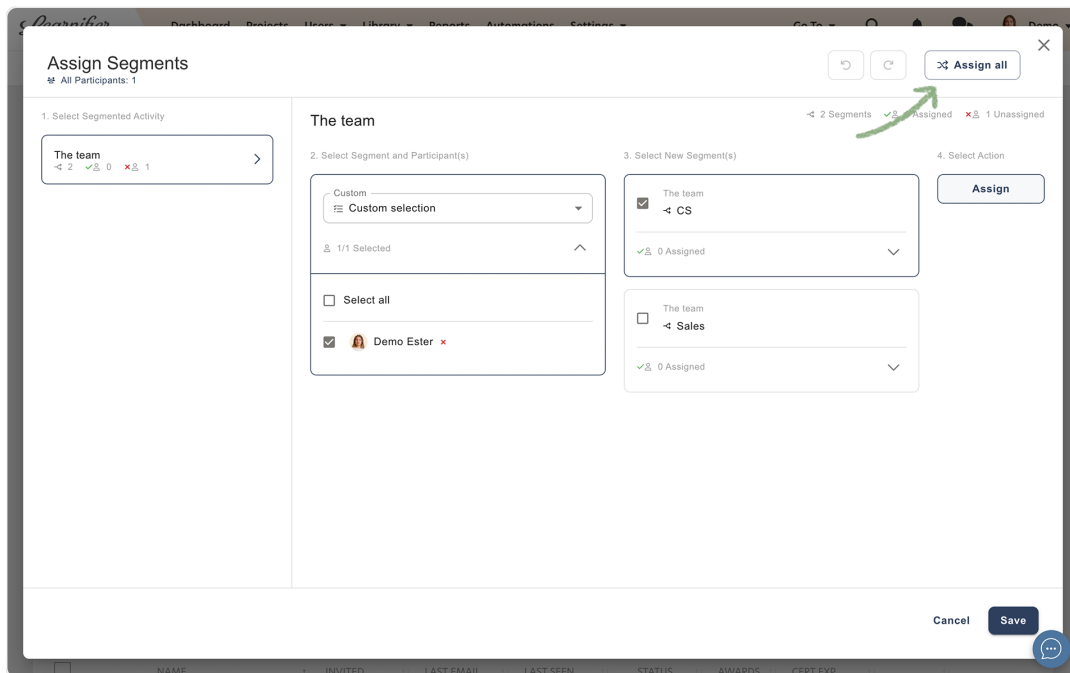 Learnifier Dashboard Projects Users Library Reports Automations Settings Go To Demo
Assign Segments
All Participants: 1
Assign all
1. Select Segmented Activity
The team
2 0 1
The team
2 Segments Assigned 1 Unassigned
2. Select Segment and Participant(s)
3. Select New Segment(s)
4. Select Action
Custom
Custom selection
1/1 Selected
Select all
Demo Ester
The team
CS
0 Assigned
The team
Sales
0 Assigned
Assign
Cancel
Save
NAME INVITED LAST EMAIL LAST SEEN STATUS AWARDS CERT EXP